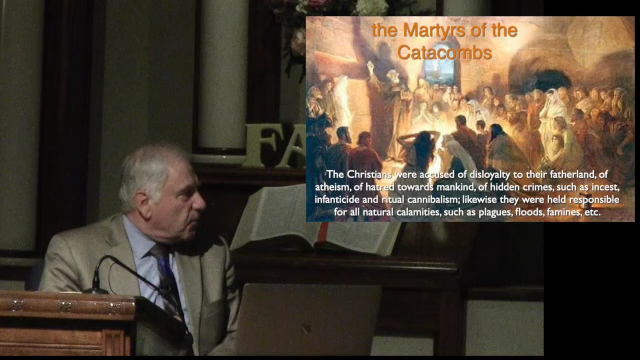 the Martyrs of the
Catacombs
The Christians were accused of disloyalty to their fatherland, of
atheism, of hatred towards mankind, of hidden crimes, such as incest,
infanticide and ritual cannibalism; likewise they were held responsible
for all natural calamities, such as plagues, floods, famines, etc.
FA